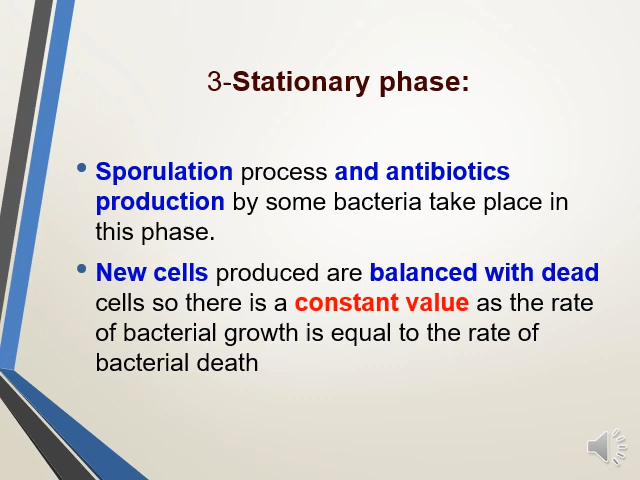 3-Stationary phase:
• Sporulation process and antibiotics
production by some bacteria take place in
this phase.
• New cells produced are balanced with dead
cells so there is a constant value as the rate
of bacterial growth is equal to the rate of
bacterial death